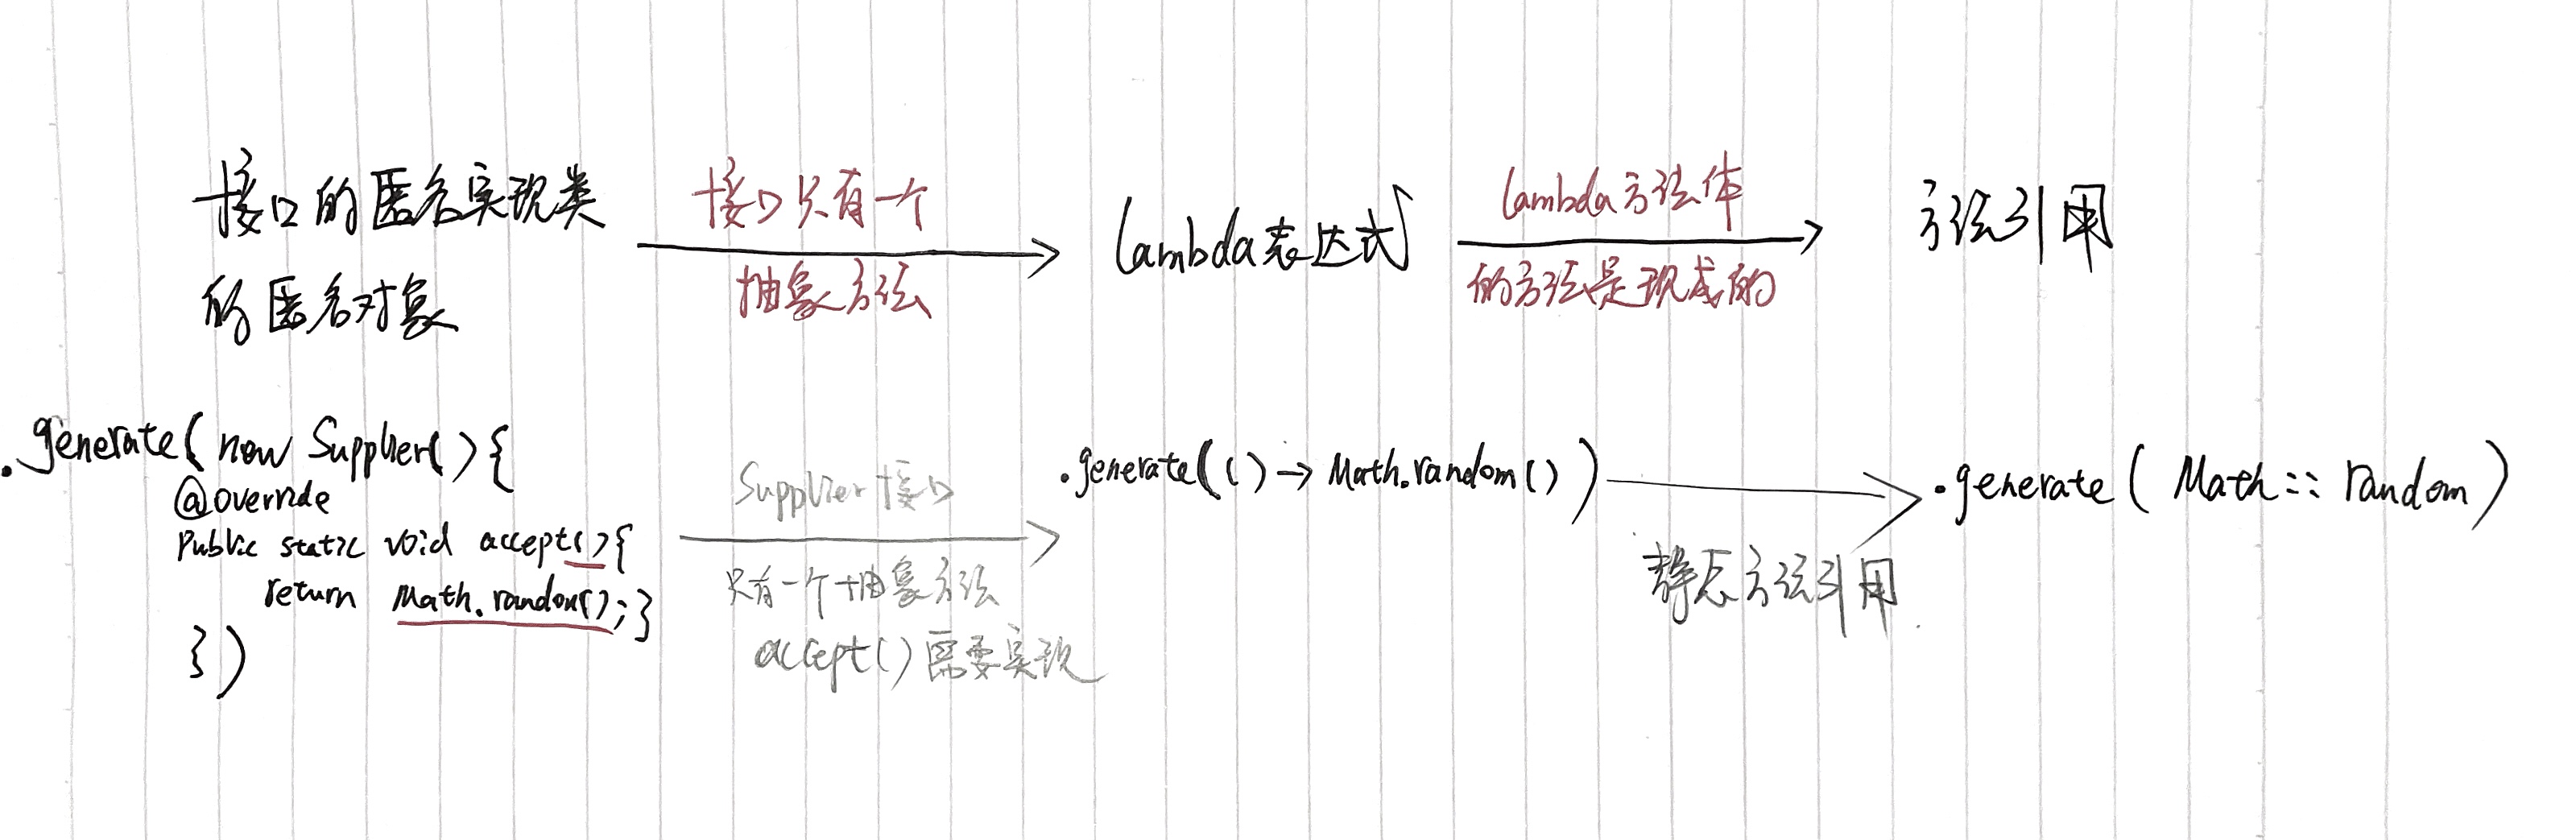 接口的匿名实现类
的匿名对象
接口只有一个
抽象方法
lambda表达式
lambda方法体
的方法是现成的
方法引用
.generate(new Supplier(){
@override
Public static void accept(){
return Math.random();}
})
Supplier接口
只有一个抽象方法
accept()需要实现
.generate(()→Math.random())
静态方法引用
.generate(Math::random)